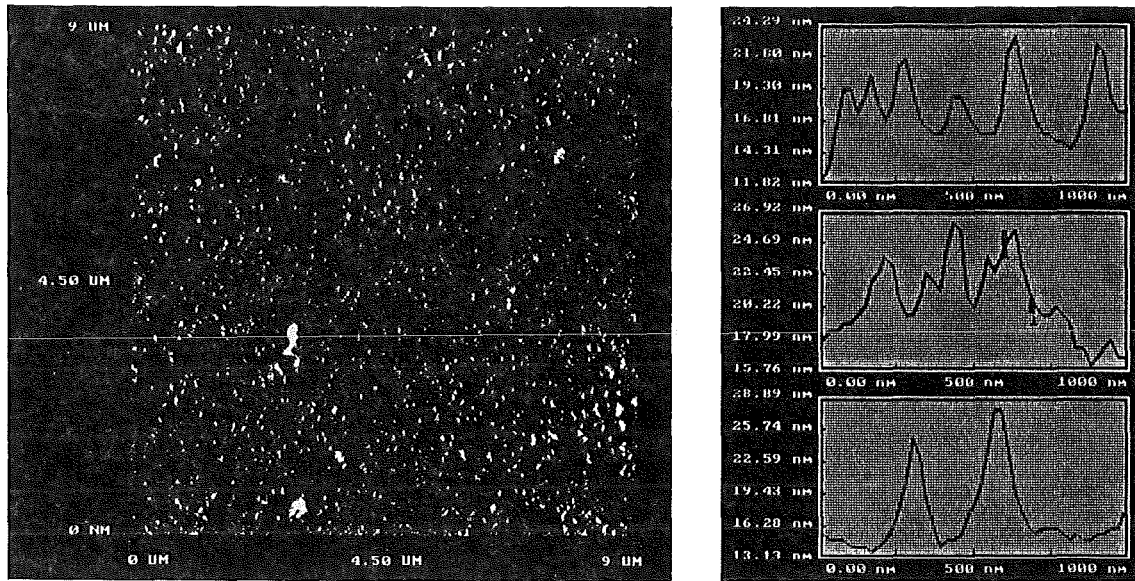 9 UM
4.50 UM
0 NM
0 UM 4.50 UM 9 UM
24.29 nm
21.80 nm
19.30 nm
16.81 nm
14.31 nm
11.82 nm
0.00 nm 500 nm 1000 nm
26.92 nm
24.69 nm
22.45 nm
20.22 nm
17.99 nm
15.76 nm
0.00 nm 500 nm 1000 nm
28.89 nm
25.74 nm
22.59 nm
19.43 nm
16.28 nm
13.13 nm
0.00 nm 500 nm 1000 nm